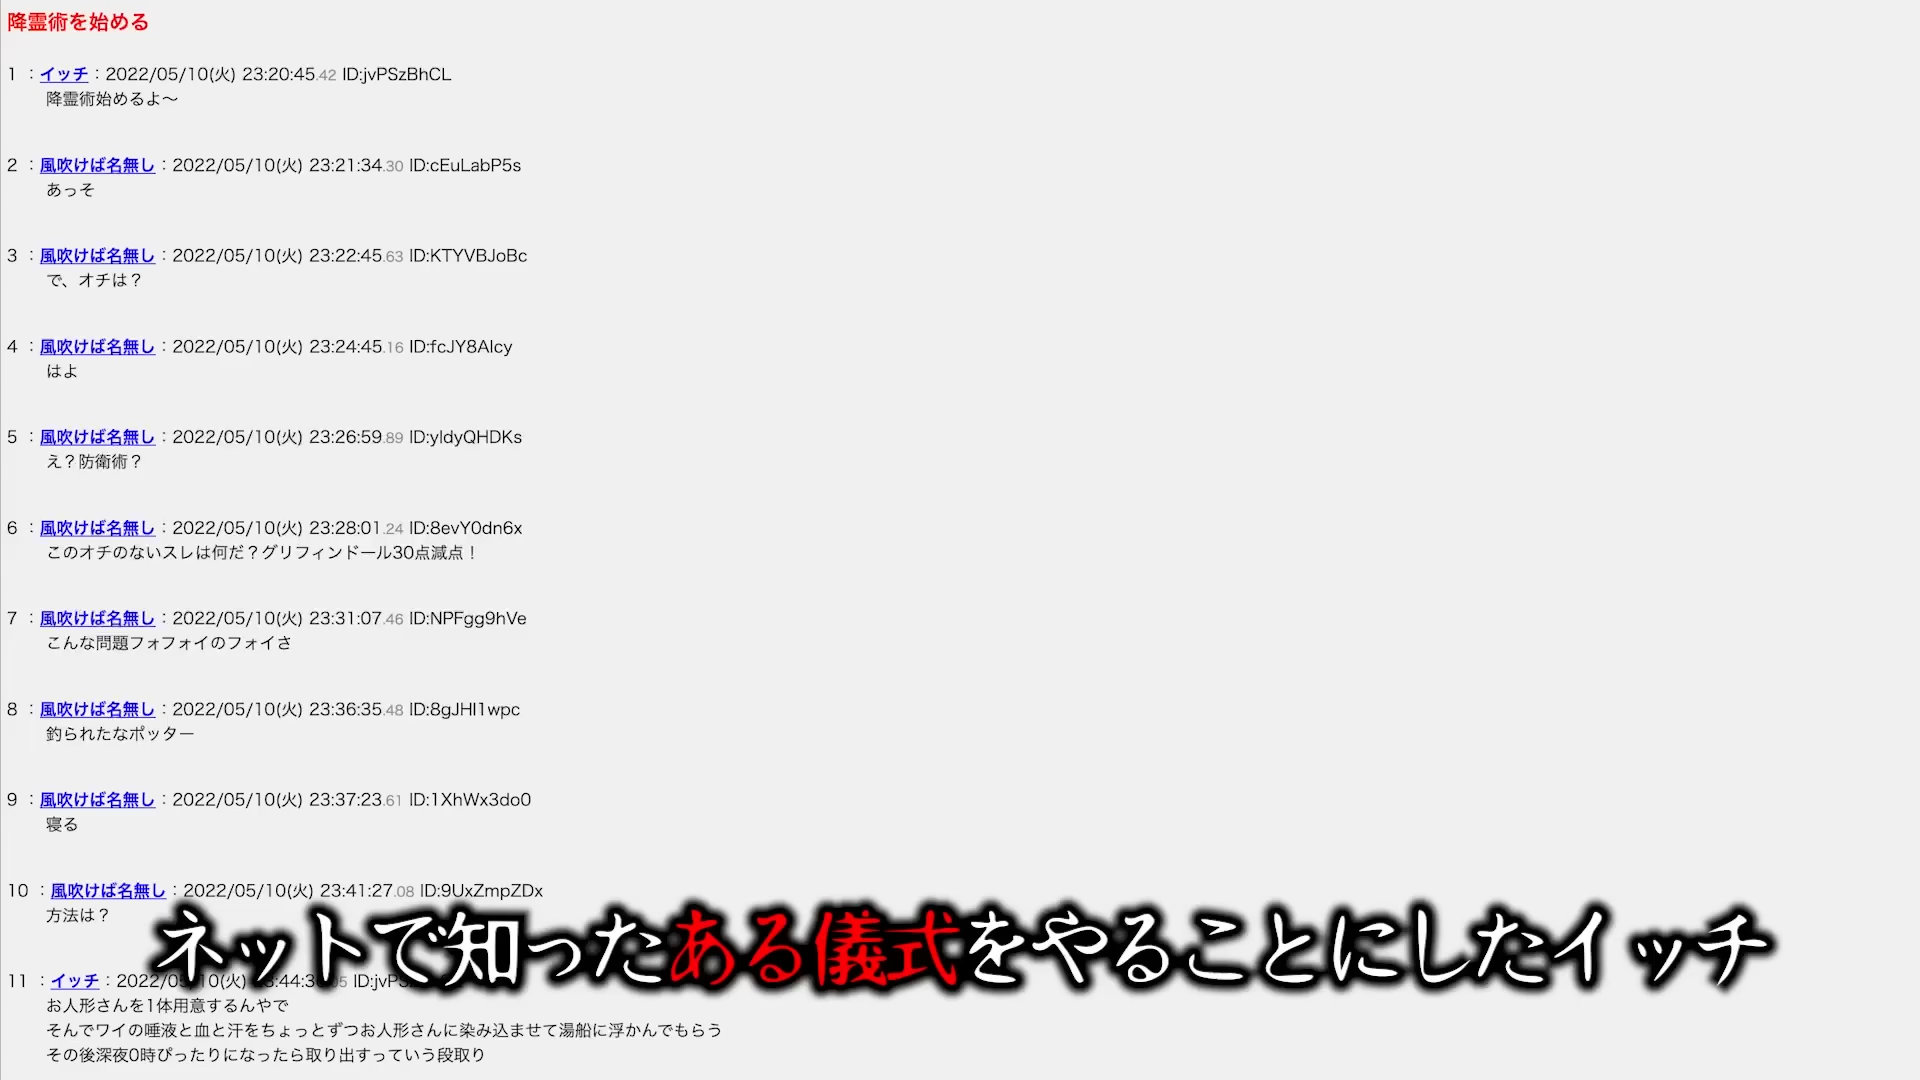 降霊術を始める
1 ：イッチ：2022/05/10(火) 23:20:45.42 ID:jvPSzBhCL
降霊術始めるよ〜
2 ：風吹けば名無し：2022/05/10(火) 23:21:34.30 ID:cEuLabP5s
あっそ
3 ：風吹けば名無し：2022/05/10(火) 23:22:45.63 ID:KTYVBJoBc
で、オチは？
4 ：風吹けば名無し：2022/05/10(火) 23:24:45.16 ID:fcJY8AIcy
はよ
5 ：風吹けば名無し：2022/05/10(火) 23:26:59.89 ID:yldyQHDKs
え？防衛術？
6 ：風吹けば名無し：2022/05/10(火) 23:28:01.24 ID:8evY0dn6x
このオチのないスレは何だ？グリフィンドール30点減点！
7 ：風吹けば名無し：2022/05/10(火) 23:31:07.46 ID:NPFgg9hVe
こんな問題フォフォイのフォイさ
8 ：風吹けば名無し：2022/05/10(火) 23:36:35.48 ID:8gJHI1wpc
釣られたなポッター
9 ：風吹けば名無し：2022/05/10(火) 23:37:23.61 ID:1XhWx3do0
寝る
10 ：風吹けば名無し：2022/05/10(火) 23:41:27.08 ID:9UxZmpZDx
方法は？
ネットで知ったある儀式をやることにしたイッチ
11 ：イッチ：2022/05/10(火)
お人形さんを1体用意するんやで
そんでワイの唾液と血と汗をちょっとずつお人形さんに染み込ませて湯船に浮かんでもらう
その後深夜0時ぴったりになったら取り出すっていう段取り